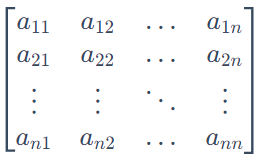 a₁₁ a₁₂ … a₁ₙ
a₂₁ a₂₂ … a₂ₙ
⋮ ⋮ ⋱ ⋮
aₙ₁ aₙ₂ … aₙₙ